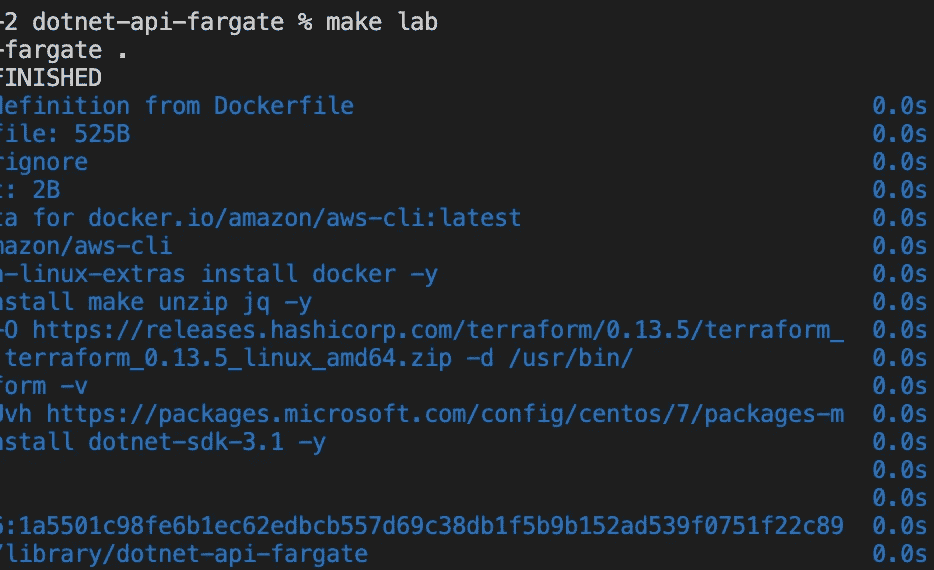 -2 dotnet-api-fargate % make lab
-fargate .
FINISHED
definition from Dockerfile 0.0s
file: 525B 0.0s
rignore 0.0s
t: 2B 0.0s
ta for docker.io/amazon/aws-cli:latest 0.0s
mazon/aws-cli 0.0s
n-linux-extras install docker -y 0.0s
nstall make unzip jq -y 0.0s
-O https://releases.hashicorp.com/terraform/0.13.5/terraform_ 0.0s
terraform_0.13.5_linux_amd64.zip -d /usr/bin/ 0.0s
form -v 0.0s
Uvh https://packages.microsoft.com/config/centos/7/packages-m 0.0s
nstall dotnet-sdk-3.1 -y 0.0s
0.0s
0.0s
6:1a5501c98fe6b1ec62edbcb557d69c38db1f5b9b152ad539f0751f22c89 0.0s
/library/dotnet-api-fargate 0.0s